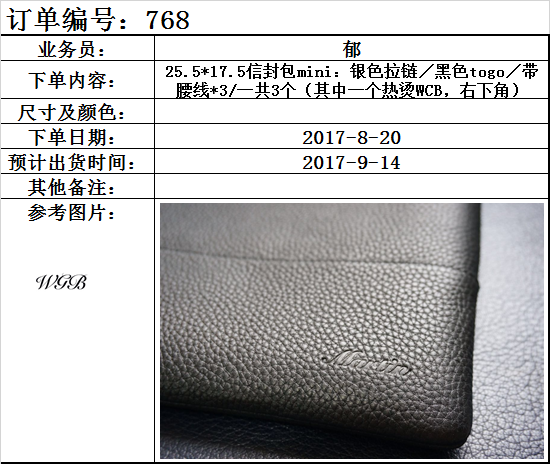 订单编号：768
业务员： 郁
下单内容： 25.5*17.5信封包mini：银色拉链／黑色togo／带
腰线*3/一共3个（其中一个热烫WCB，右下角）
尺寸及颜色：
下单日期： 2017-8-20
预计出货时间： 2017-9-14
其他备注：
参考图片：
WGB
Martin